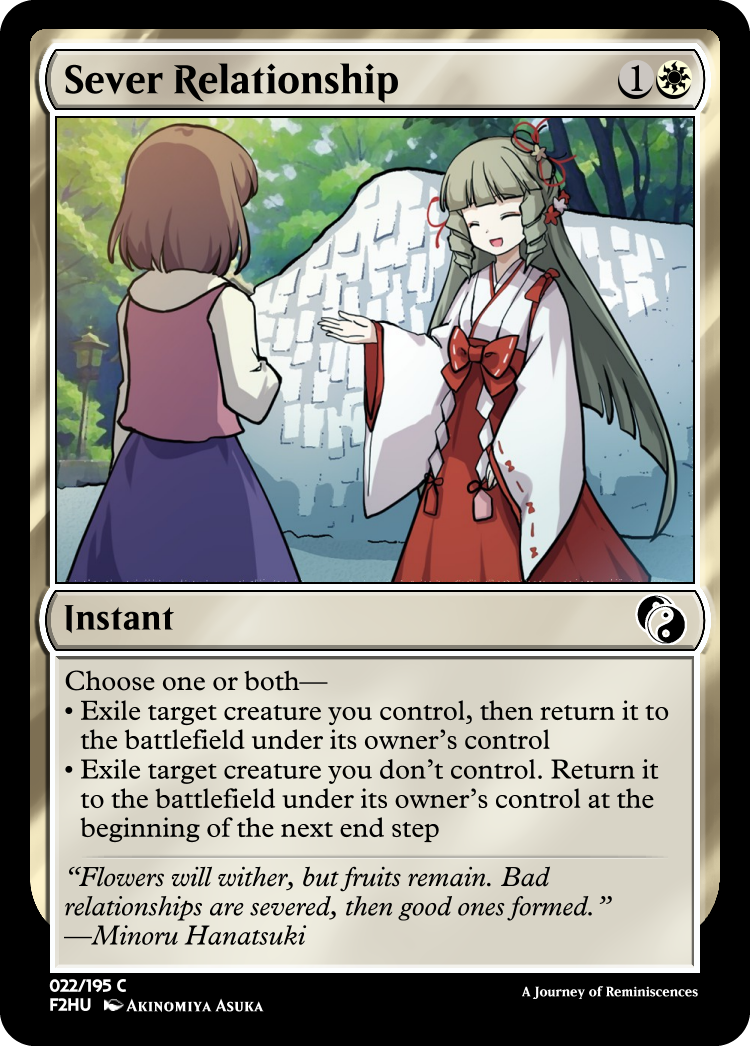 Sever Relationship 1
Instant
Choose one or both—
• Exile target creature you control, then return it to
the battlefield under its owner’s control
• Exile target creature you don’t control. Return it
to the battlefield under its owner’s control at the
beginning of the next end step
“Flowers will wither, but fruits remain. Bad
relationships are severed, then good ones formed.”
—Minoru Hanatsuki
022/195 C
F2HU Akinomiya Asuka
A Journey of Reminiscences